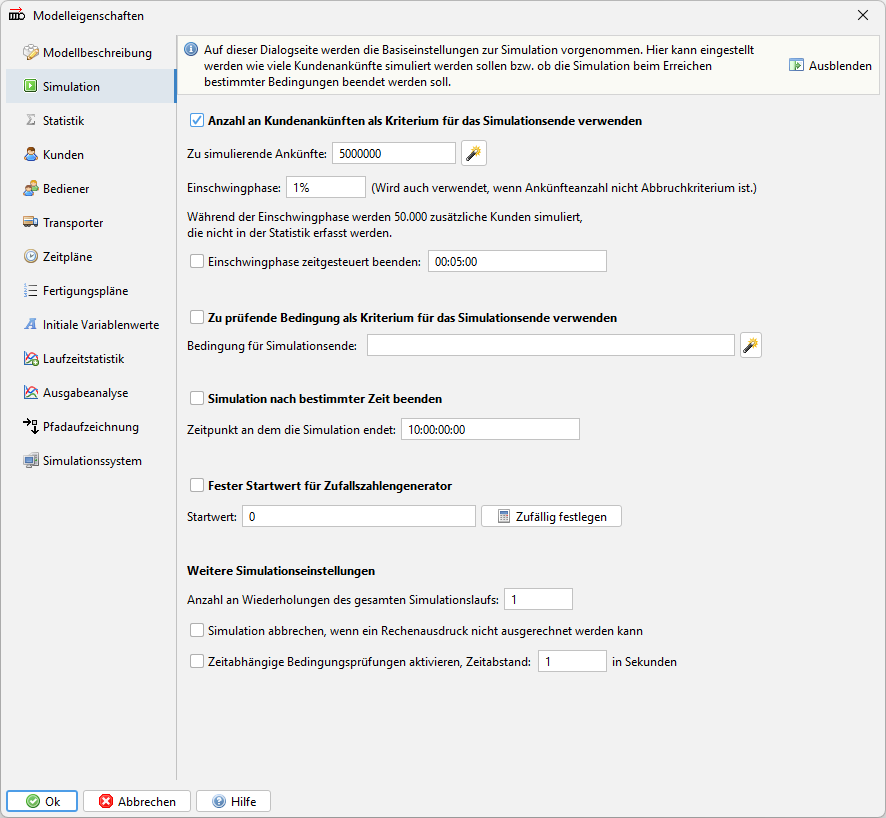 Modelleigenschaften
Modellbeschreibung
Simulation
Statistik
Kunden
Bediener
Transporter
Zeitpläne
Fertigungspläne
Initiale Variablenwerte
Laufzeitstatistik
Ausgabeanalyse
Pfadaufzeichnung
Simulationssystem
Auf dieser Dialogseite werden die Basiseinstellungen zur Simulation vorgenommen. Hier kann eingestellt
werden wie viele Kundenankünfte simuliert werden sollen bzw. ob die Simulation beim Erreichen
bestimmter Bedingungen beendet werden soll.
Ausblenden
Anzahl an Kundenankünften als Kriterium für das Simulationsende verwenden
Zu simulierende Ankünfte: 5000000
Einschwingphase: 1% (Wird auch verwendet, wenn Ankünfteanzahl nicht Abbruchkriterium ist.)
Während der Einschwingphase werden 50.000 zusätzliche Kunden simuliert,
die nicht in der Statistik erfasst werden.
Einschwingphase zeitgesteuert beenden: 00:05:00
Zu prüfende Bedingung als Kriterium für das Simulationsende verwenden
Bedingung für Simulationsende:
Simulation nach bestimmter Zeit beenden
Zeitpunkt an dem die Simulation endet: 10:00:00:00
Fester Startwert für Zufallszahlengenerator
Startwert: 0 Zufällig festlegen
Weitere Simulationseinstellungen
Anzahl an Wiederholungen des gesamten Simulationslaufs: 1
Simulation abbrechen, wenn ein Rechenausdruck nicht ausgerechnet werden kann
Zeitabhängige Bedingungsprüfungen aktivieren, Zeitabstand: 1 in Sekunden
Ok Abbrechen Hilfe